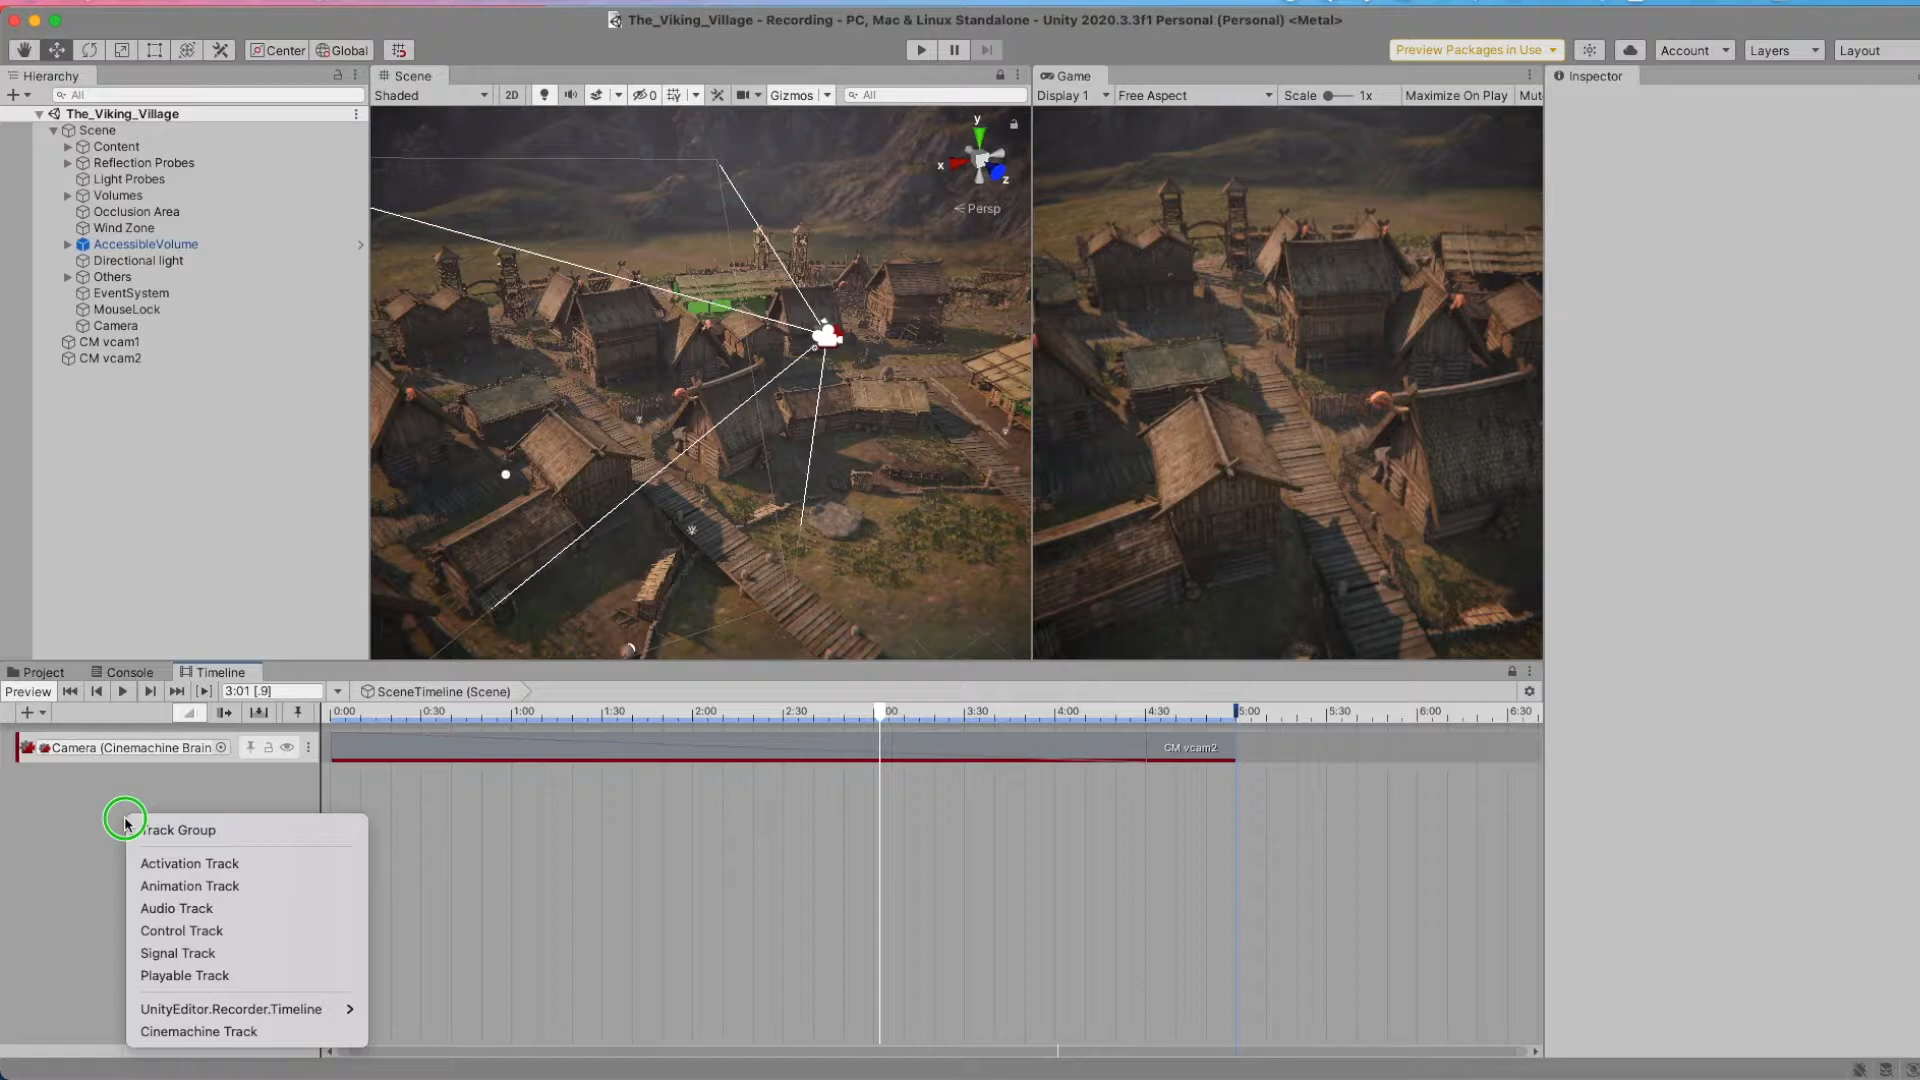 The_Viking_Village - Recording - PC, Mac & Linux Standalone - Unity 2020.3.3f1 Personal (Personal) <Metal>
Center Global Preview Packages in Use Account Layers Layout
Hierarchy
All
The_Viking_Village
Scene
Content
Reflection Probes
Light Probes
Volumes
Occlusion Area
Wind Zone
AccessibleVolume
Directional light
Others
EventSystem
MouseLock
Camera
CM vcam1
CM vcam2
Scene
Shaded 2D 0 Gizmos All
y
x
z
Persp
Game
Display 1 Free Aspect Scale 1x Maximize On Play Mut
Inspector
Project Console Timeline
Preview 3:01 [.9] SceneTimeline (Scene)
0:00 0:30 1:00 1:30 2:00 2:30 :00 3:30 4:00 4:30 5:00 5:30 6:00 6:30
Camera (Cinemachine Brain CM vcam2
Track Group
Activation Track
Animation Track
Audio Track
Control Track
Signal Track
Playable Track
UnityEditor.Recorder.Timeline
Cinemachine Track